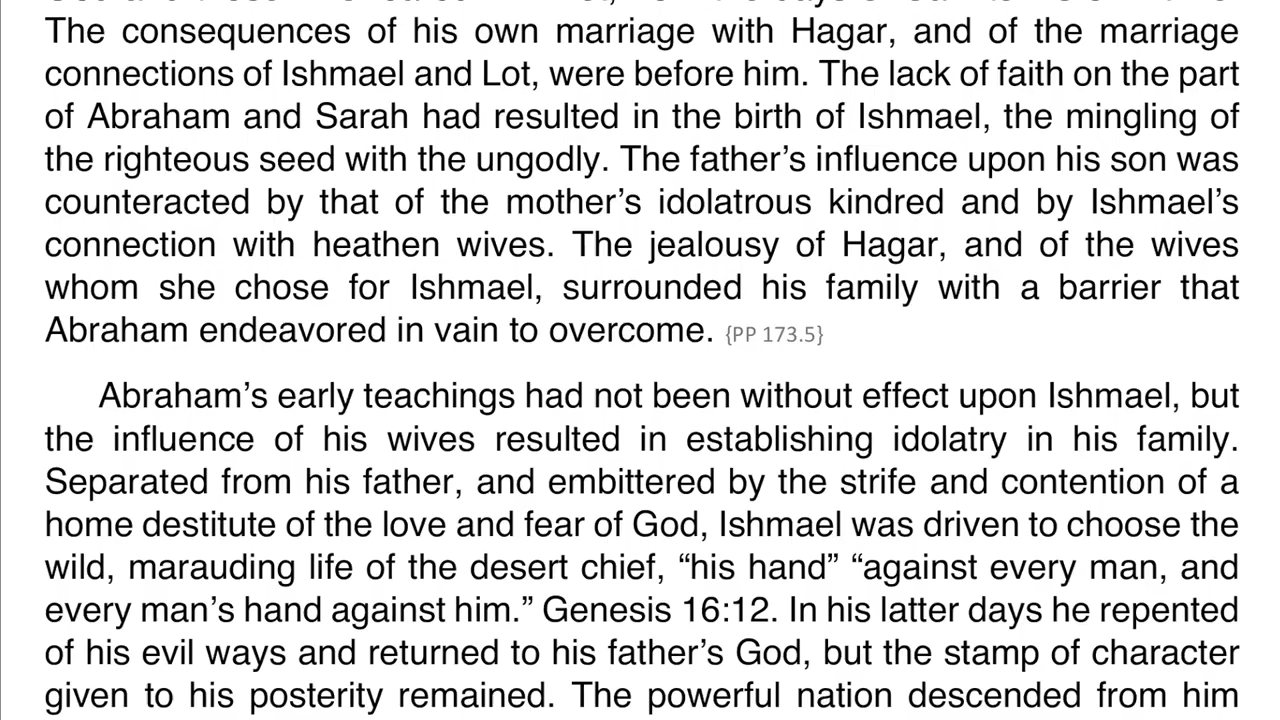 The consequences of his own marriage with Hagar, and of the marriage
connections of Ishmael and Lot, were before him. The lack of faith on the part
of Abraham and Sarah had resulted in the birth of Ishmael, the mingling of
the righteous seed with the ungodly. The father’s influence upon his son was
counteracted by that of the mother’s idolatrous kindred and by Ishmael’s
connection with heathen wives. The jealousy of Hagar, and of the wives
whom she chose for Ishmael, surrounded his family with a barrier that
Abraham endeavored in vain to overcome. {PP 173.5}
Abraham’s early teachings had not been without effect upon Ishmael, but
the influence of his wives resulted in establishing idolatry in his family.
Separated from his father, and embittered by the strife and contention of a
home destitute of the love and fear of God, Ishmael was driven to choose the
wild, marauding life of the desert chief, “his hand” “against every man, and
every man’s hand against him.” Genesis 16:12. In his latter days he repented
of his evil ways and returned to his father’s God, but the stamp of character
given to his posterity remained. The powerful nation descended from him